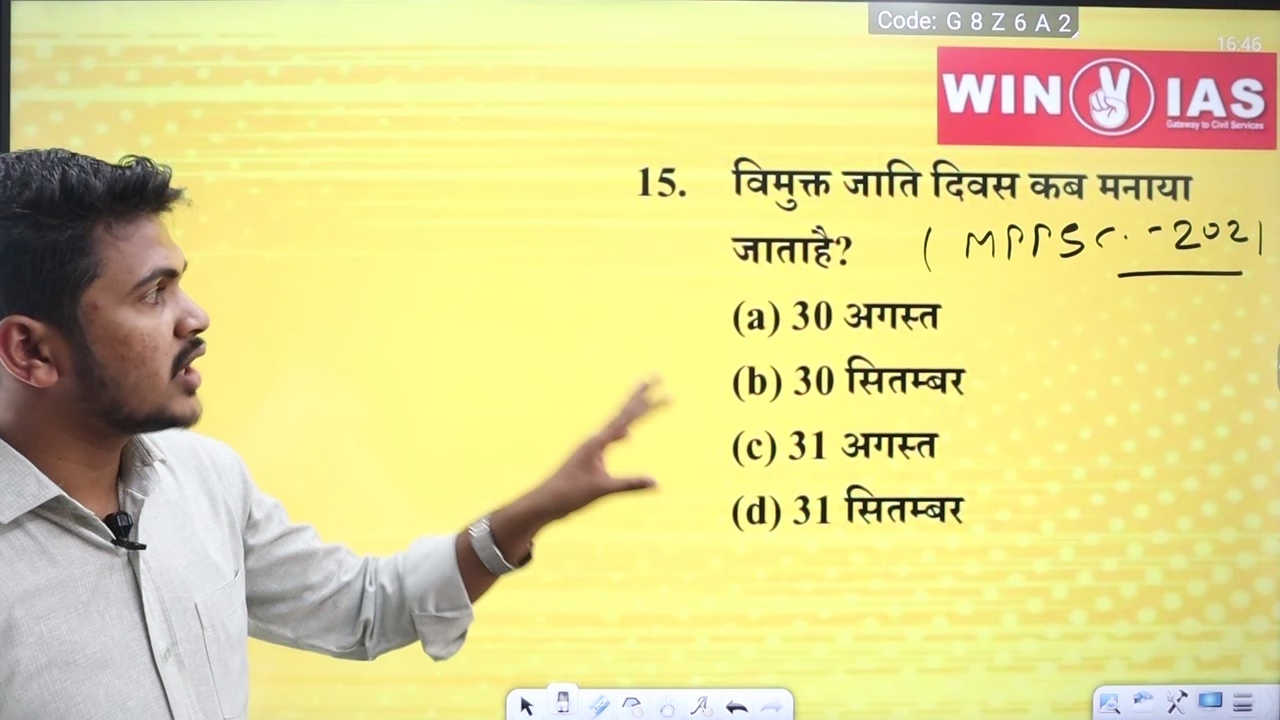 Code: G 8 Z 6 A 2
16:46
WIN IAS
Gateway to Civil Services
15. विमुक्त जाति दिवस कब मनाया
जाताहै? ( MPPSC. - 2021
(a) 30 अगस्त
(b) 30 सितम्बर
(c) 31 अगस्त
(d) 31 सितम्बर